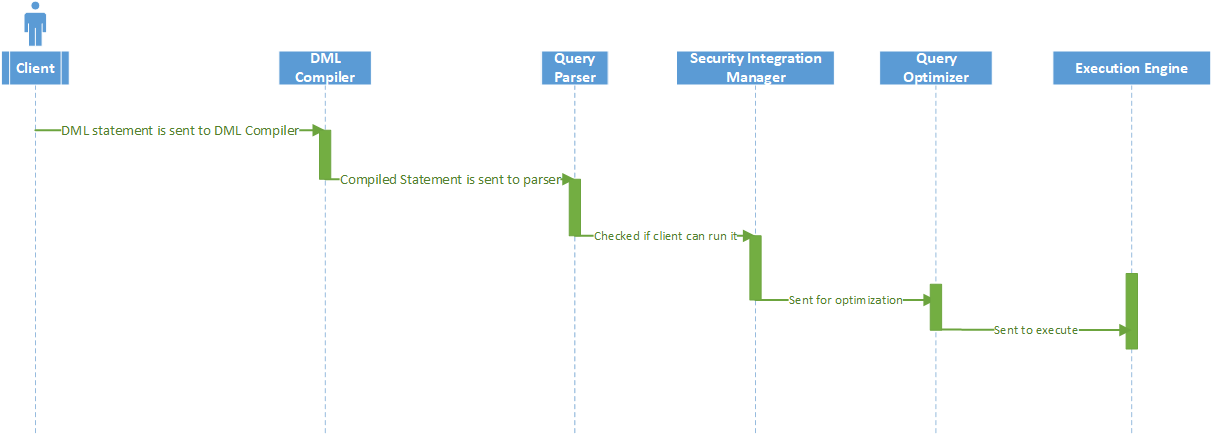 Client
DML
Compiler
Query
Parser
Security Integration
Manager
Query
Optimizer
Execution Engine
DML statement is sent to DML Compiler
Compiled Statement is sent to parser
Checked if client can run it
Sent for optimization
Sent to execute